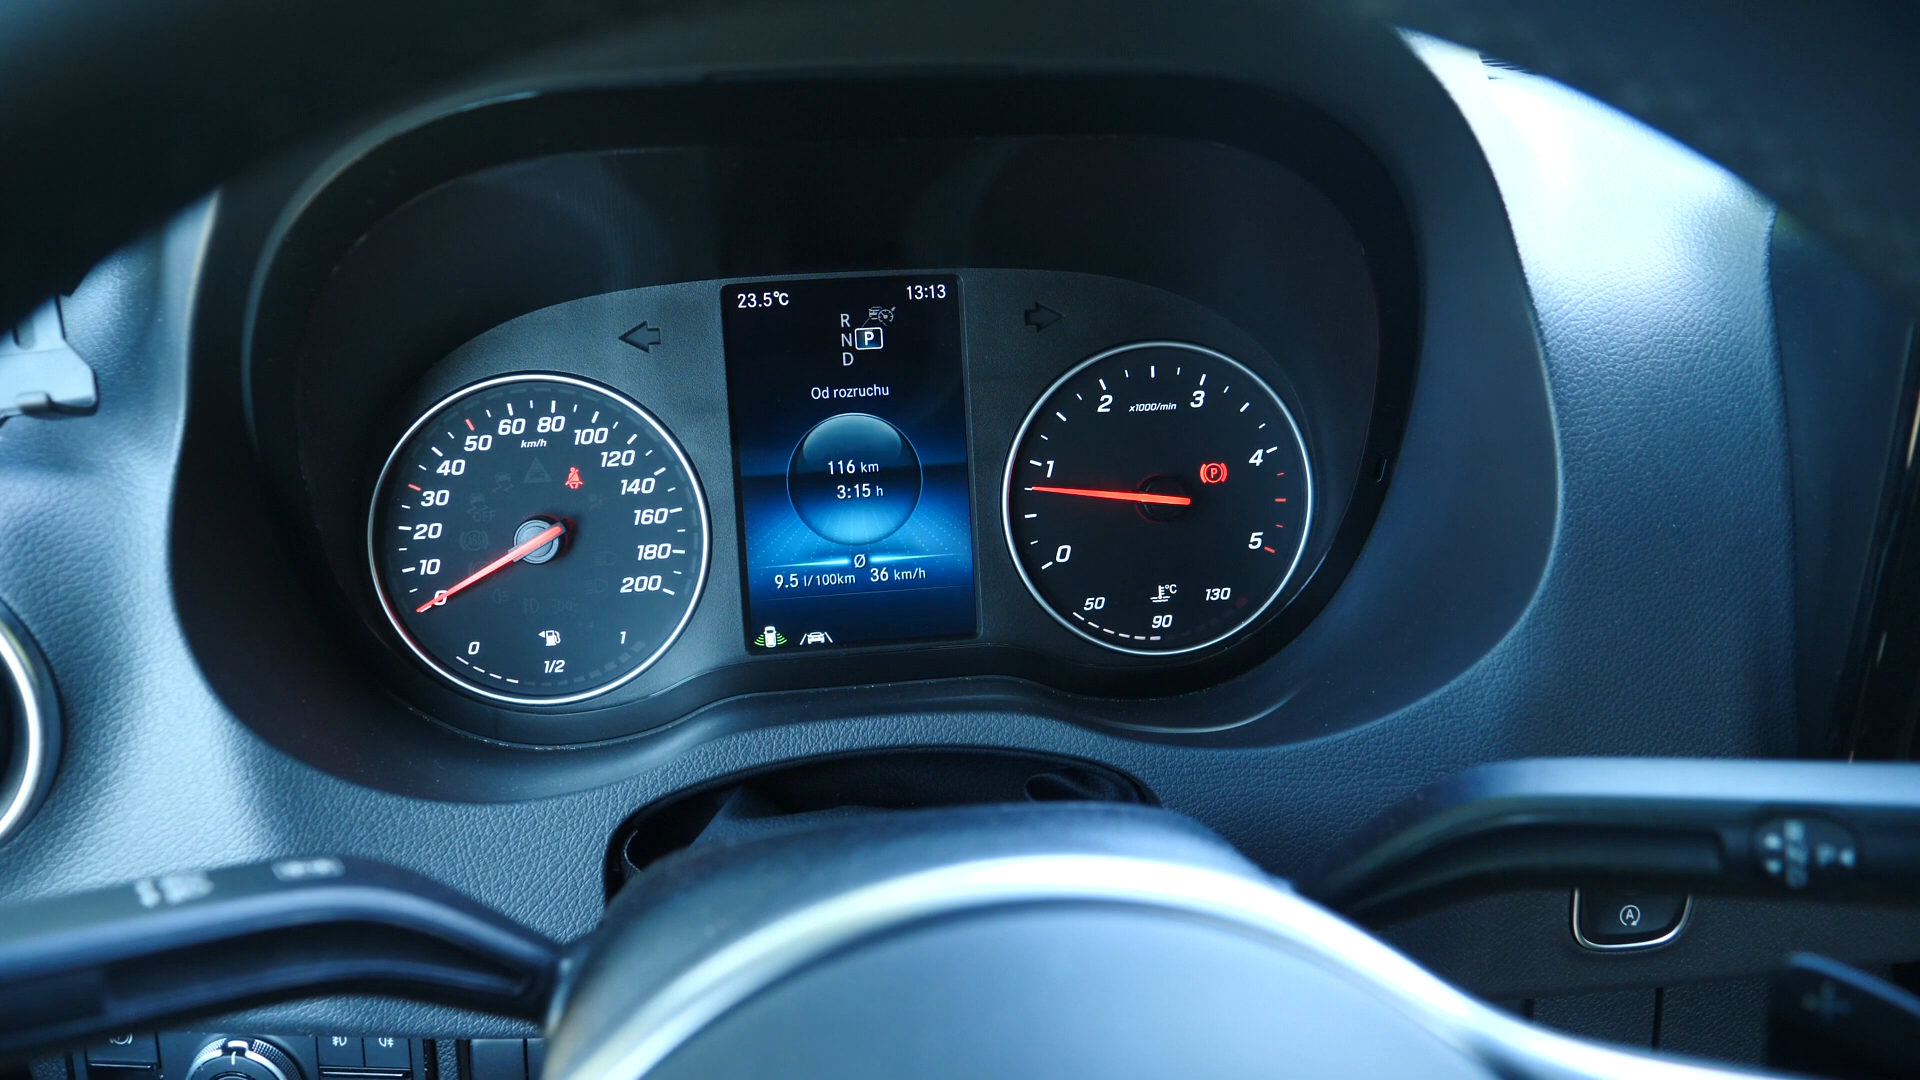 23.5°C 13:13
R
N P
D
Od rozruchu
116 km
3:15 h
Ø
9.5 l/100km 36 km/h
0
10
20
30
40
50
60
80
100
120
140
160
180
200
km/h
0
1/2
1
0
1
2
3
4
5
x1000/min
P
°C
50
90
130
A